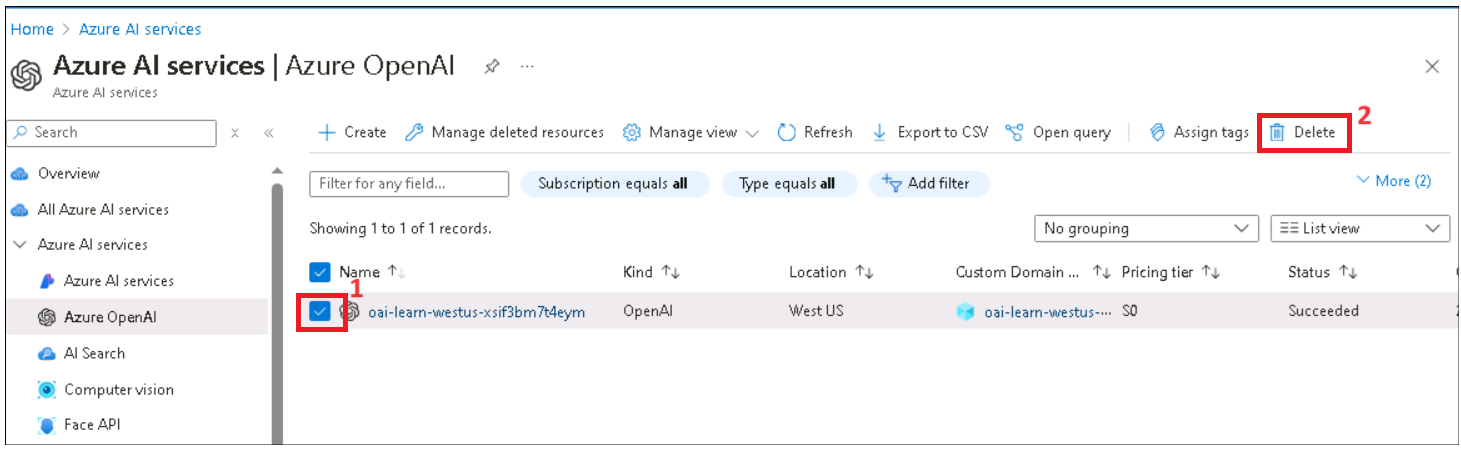 Home > Azure AI services
Azure AI services | Azure OpenAI ...
Azure AI services
Search
Create Manage deleted resources Manage view Refresh Export to CSV Open query Assign tags Delete 2
Overview
All Azure AI services
Azure AI services
Azure AI services
Azure OpenAI
AI Search
Computer vision
Face API
Filter for any field... Subscription equals all Type equals all Add filter More (2)
Showing 1 to 1 of 1 records. No grouping List view
Name Kind Location Custom Domain ... Pricing tier Status
1
oai-learn-westus-xsif3bm7t4eym OpenAI West US oai-learn-westus-... S0 Succeeded